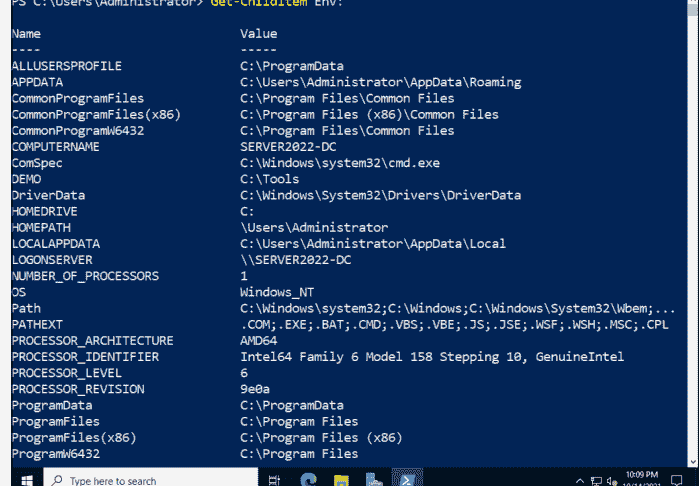 PS C:\Users\Administrator> Get-ChildItem Env:
Name Value
---- -----
ALLUSERSPROFILE C:\ProgramData
APPDATA C:\Users\Administrator\AppData\Roaming
CommonProgramFiles C:\Program Files\Common Files
CommonProgramFiles(x86) C:\Program Files (x86)\Common Files
CommonProgramW6432 C:\Program Files\Common Files
COMPUTERNAME SERVER2022-DC
ComSpec C:\Windows\system32\cmd.exe
DEMO C:\Tools
DriverData C:\Windows\System32\Drivers\DriverData
HOMEDRIVE C:
HOMEPATH \Users\Administrator
LOCALAPPDATA C:\Users\Administrator\AppData\Local
LOGONSERVER \\SERVER2022-DC
NUMBER_OF_PROCESSORS 1
OS Windows_NT
Path C:\Windows\system32;C:\Windows;C:\Windows\System32\Wbem;...
PATHEXT .COM;.EXE;.BAT;.CMD;.VBS;.VBE;.JS;.JSE;.WSF;.WSH;.MSC;.CPL
PROCESSOR_ARCHITECTURE AMD64
PROCESSOR_IDENTIFIER Intel64 Family 6 Model 158 Stepping 10, GenuineIntel
PROCESSOR_LEVEL 6
PROCESSOR_REVISION 9e0a
ProgramData C:\ProgramData
ProgramFiles C:\Program Files
ProgramFiles(x86) C:\Program Files (x86)
ProgramW6432 C:\Program Files
Type here to search
10:09 PM